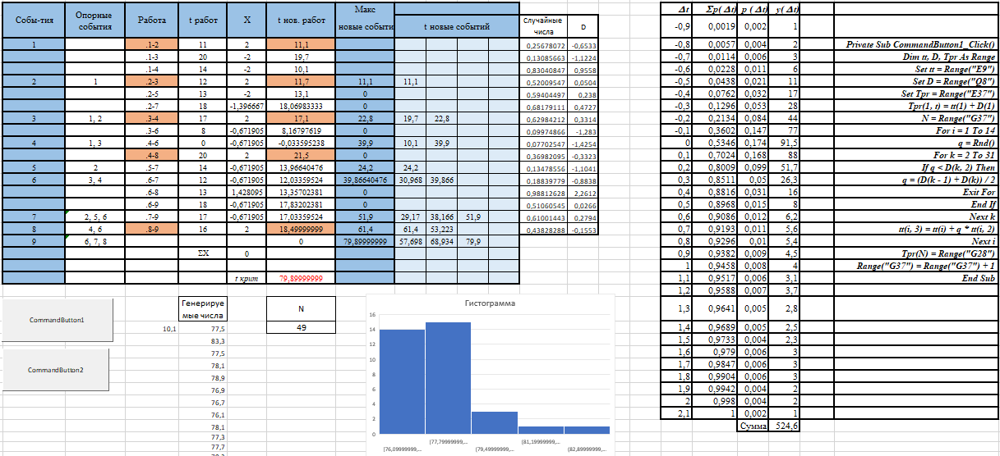 Собы-тия Опорные события Работа t работ X t нов. работ Макс новые событи t новые событий Случайные числа D
1 .1-2 11 2 11,1 0,25678072 -0,6533
.1-3 20 -2 19,7 0,13085663 -1,1224
.1-4 14 -2 10,1 0,83040847 0,9558
2 1 .2-3 12 2 11,7 11,1 11,1 0,52009547 0,0504
.2-5 13 -2 13,1 0 0,59404497 0,238
.2-7 18 -1,396667 18,06983333 0 0,68179111 0,4727
3 1, 2 .3-4 17 2 17,1 22,8 19,7 22,8 0,62984212 0,3314
.3-6 8 -0,671905 8,16797619 0 0,09974866 -1,283
4 1, 3 .4-6 0 -0,671905 -0,033595238 39,9 10,1 39,9 0,07702547 -1,4254
.4-8 20 2 21,5 0 0,36982095 -0,3323
5 2 .5-7 14 -0,671905 13,96640476 24,2 24,2 0,13478556 -1,1041
6 3, 4 .6-7 12 -0,671905 12,03359524 39,86640476 30,968 39,866 0,18839779 -0,8838
.6-8 13 1,428095 13,35702381 0 0,98812628 2,2612
.6-9 18 -0,671905 17,83202381 0 0,51060545 0,0266
7 2, 5, 6 .7-9 17 -0,671905 17,03359524 51,9 29,17 38,166 51,9 0,61001443 0,2794
8 4, 6 .8-9 16 2 18,49999999 61,4 61,4 53,223 0,43828288 -0,1553
9 6, 7, 8 0 79,89999999 57,698 68,934 79,9
ΣX 0
t крит 79,89999999
Генерируе мые числа N
10,1 77,5 49
83,3
77,5
78,1
78,9
76,9
76,7
76,1
78,1
77,3
77,7
CommandButton1
CommandButton2
Гистограмма
16
14
12
10
8
6
4
2
0
(76,09999999,...
(77,79999999,...
(79,49999999,...
(81,19999999,...
(82,89999999,...
Δt Σp( Δt) p ( Δt) y( Δt)
-0,9 0,0019 0,002 1
-0,8 0,0057 0,004 2 Private Sub CommandButton1_Click()
-0,7 0,0114 0,006 3 Dim tt, D, Tpr As Range
-0,6 0,0228 0,011 6 Set tt = Range("E9")
-0,5 0,0438 0,021 11 Set D = Range("Q8")
-0,4 0,0762 0,032 17 Set Tpr = Range("E37")
-0,3 0,1296 0,053 28 Tpr(1, t) = tt(1) + D(1)
-0,2 0,2134 0,084 44 N = Range("G37")
-0,1 0,3602 0,147 77 For i = 1 To 14
0 0,5346 0,174 91,5 q = Rnd()
0,1 0,7024 0,168 88 For k = 2 To 31
0,2 0,8009 0,099 51,7 If q < D(k, 2) Then
0,3 0,8511 0,05 26,3 q = (D(k - 1) + D(k)) / 2
0,4 0,8816 0,031 16 Exit For
0,5 0,8968 0,015 8 End If
0,6 0,9086 0,012 6,2 Next k
0,7 0,9193 0,011 5,6 tt(i, 3) = tt(i) + q * tt(i, 2)
0,8 0,9296 0,01 5,4 Next i
0,9 0,9382 0,009 4,5 Tpr(N) = Range("G28")
1 0,9458 0,008 4 Range("G37") = Range("G37") + 1
1,1 0,9517 0,006 3,1 End Sub
1,2 0,9588 0,007 3,7
1,3 0,9641 0,005 2,8
1,4 0,9689 0,005 2,5
1,5 0,9733 0,004 2,3
1,6 0,979 0,006 3
1,7 0,9847 0,006 3
1,8 0,9904 0,006 3
1,9 0,9942 0,004 2
2 0,998 0,004 2
2,1 1 0,002 1
Сумма 524,6